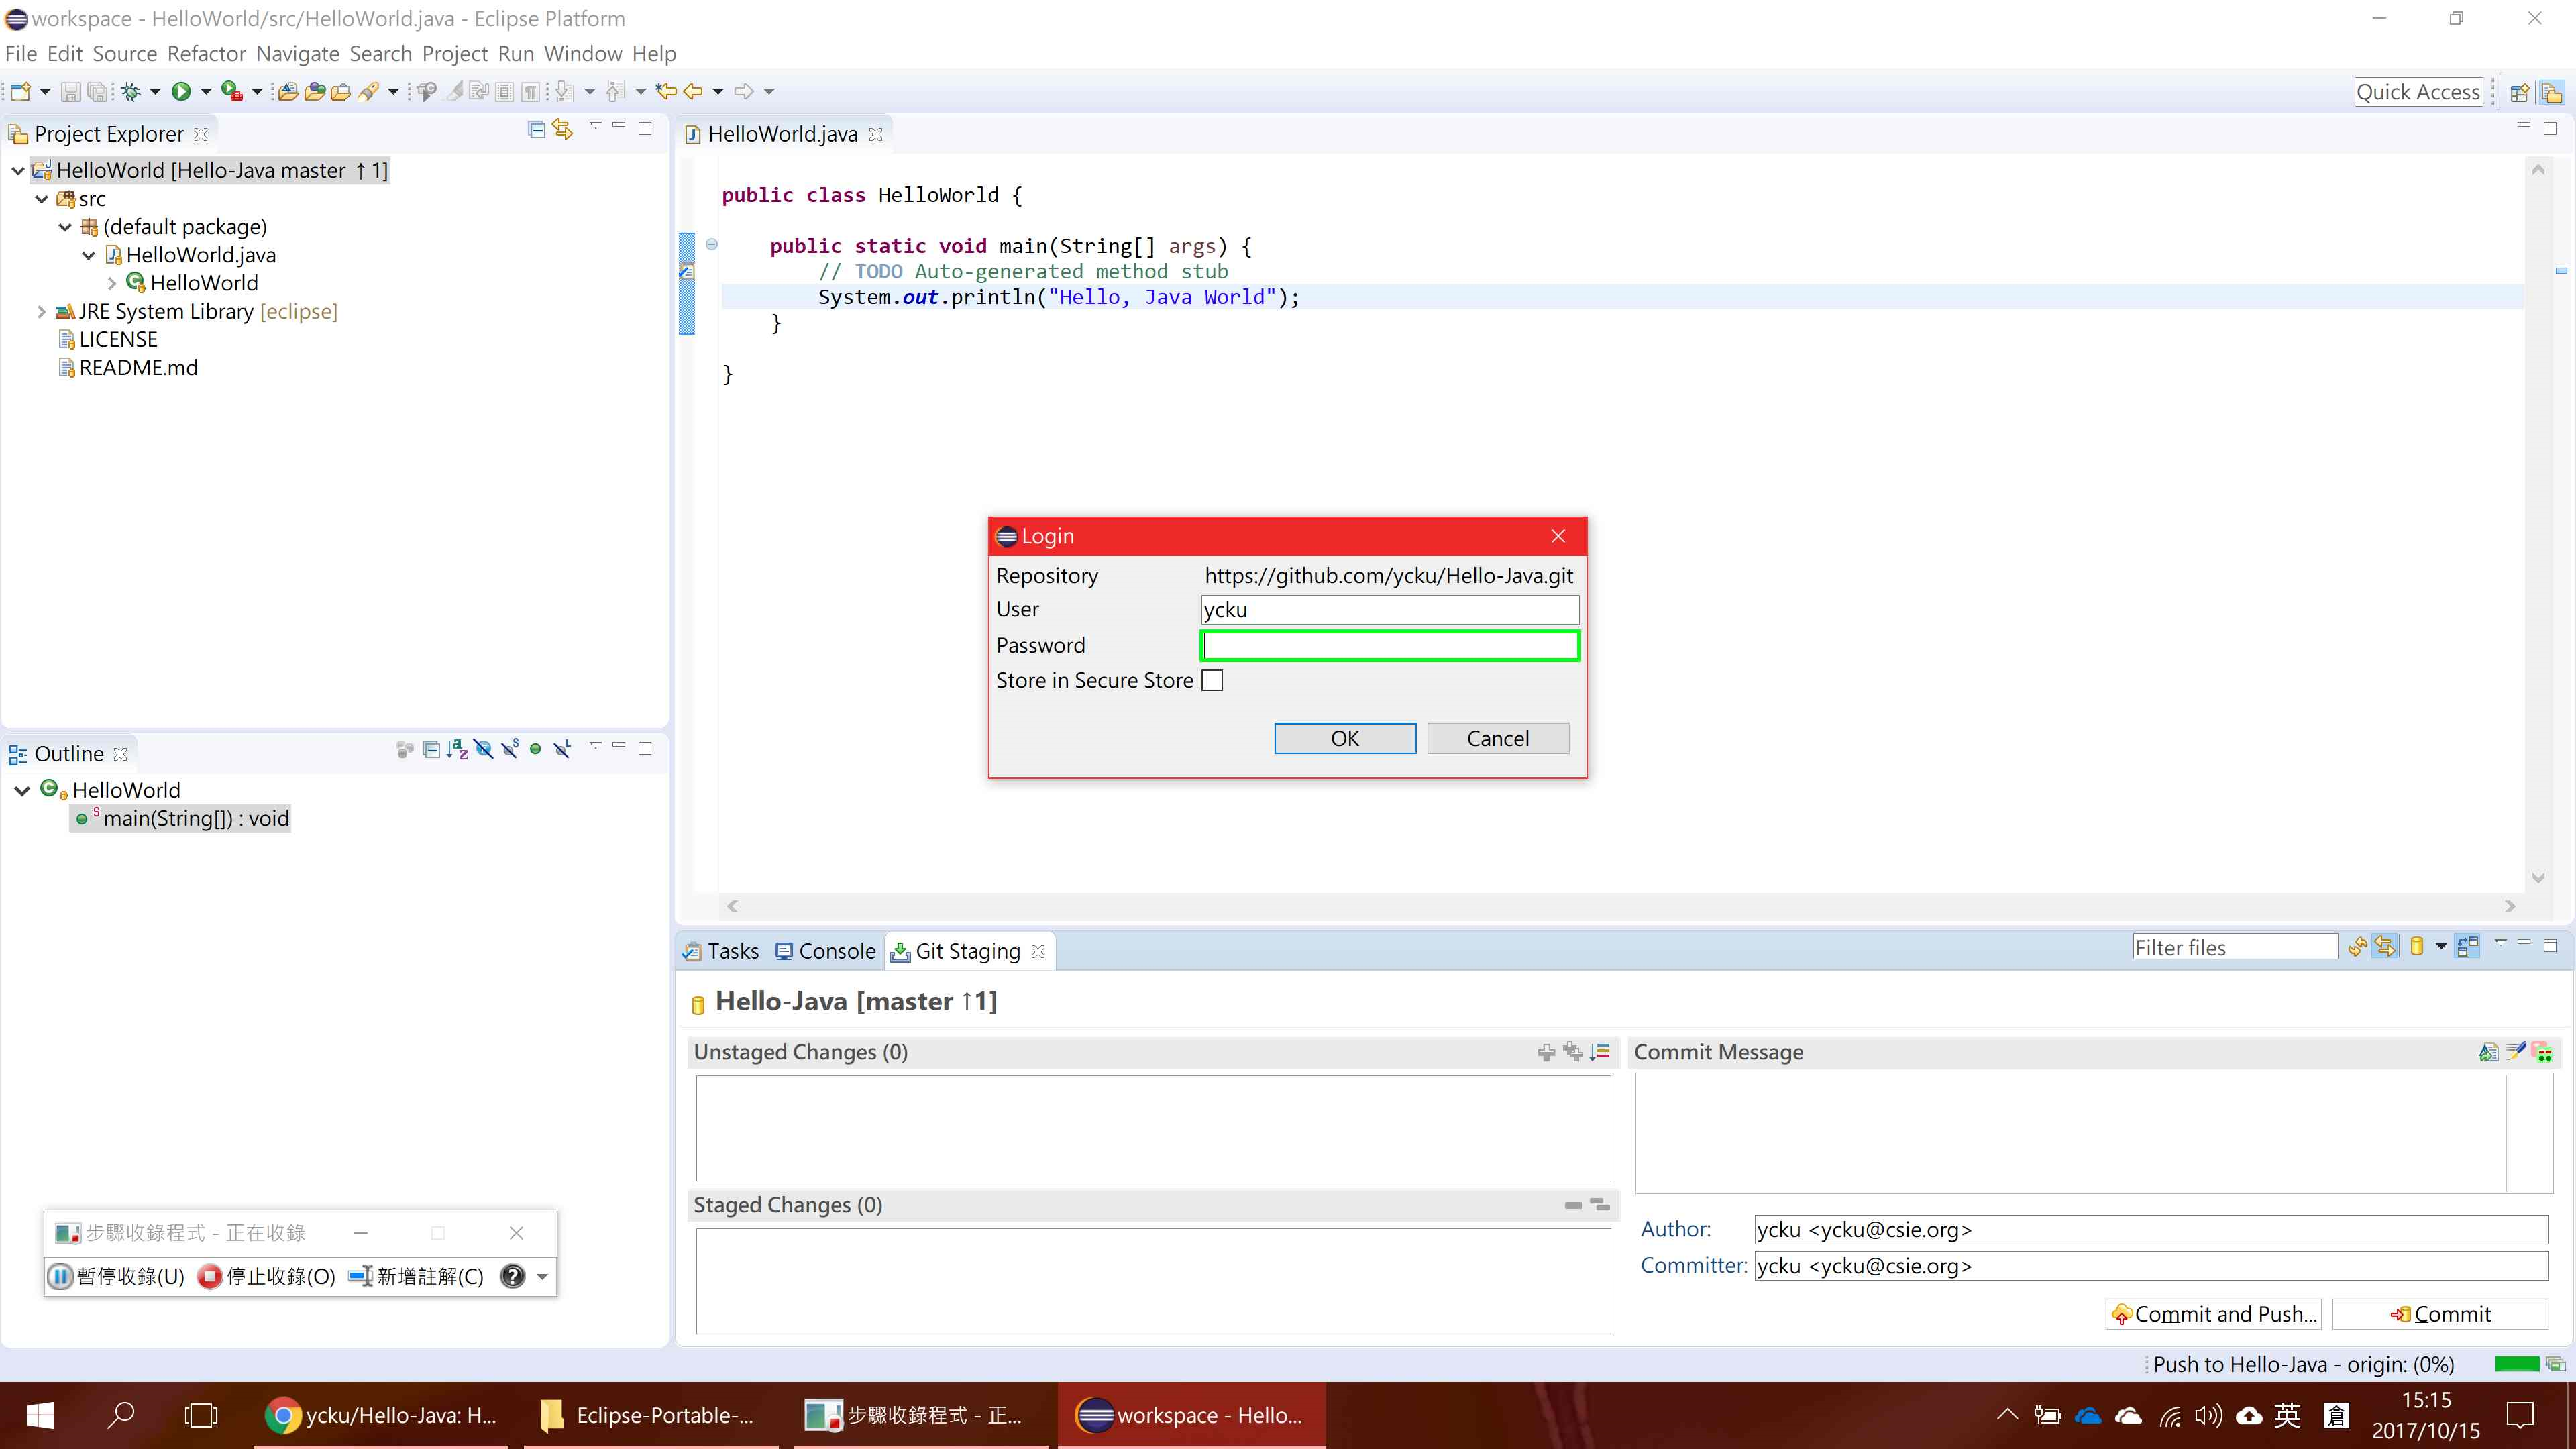 workspace - HelloWorld/src/HelloWorld.java - Eclipse Platform
File Edit Source Refactor Navigate Search Project Run Window Help
Quick Access
Project Explorer
HelloWorld [Hello-Java master ↑ 1]
src
(default package)
HelloWorld.java
HelloWorld
JRE System Library [eclipse]
LICENSE
README.md
HelloWorld.java
public class HelloWorld {
public static void main(String[] args) {
// TODO Auto-generated method stub
System.out.println("Hello, Java World");
}
}
Login
Repository https://github.com/ycku/Hello-Java.git
User ycku
Password
Store in Secure Store
OK Cancel
Outline
HelloWorld
main(String[]) : void
Tasks Console Git Staging
Filter files
Hello-Java [master ↑1]
Unstaged Changes (0)
Staged Changes (0)
Commit Message
Author: ycku <ycku@csie.org>
Committer: ycku <ycku@csie.org>
Commit and Push... Commit
步驟收錄程式 - 正在收錄
暫停收錄(U) 停止收錄(O) 新增註解(C)
Push to Hello-Java - origin: (0%)
ycku/Hello-Java: H... Eclipse-Portable-... 步驟收錄程式 - 正... workspace - Hello...
英 倉
15:15
2017/10/15